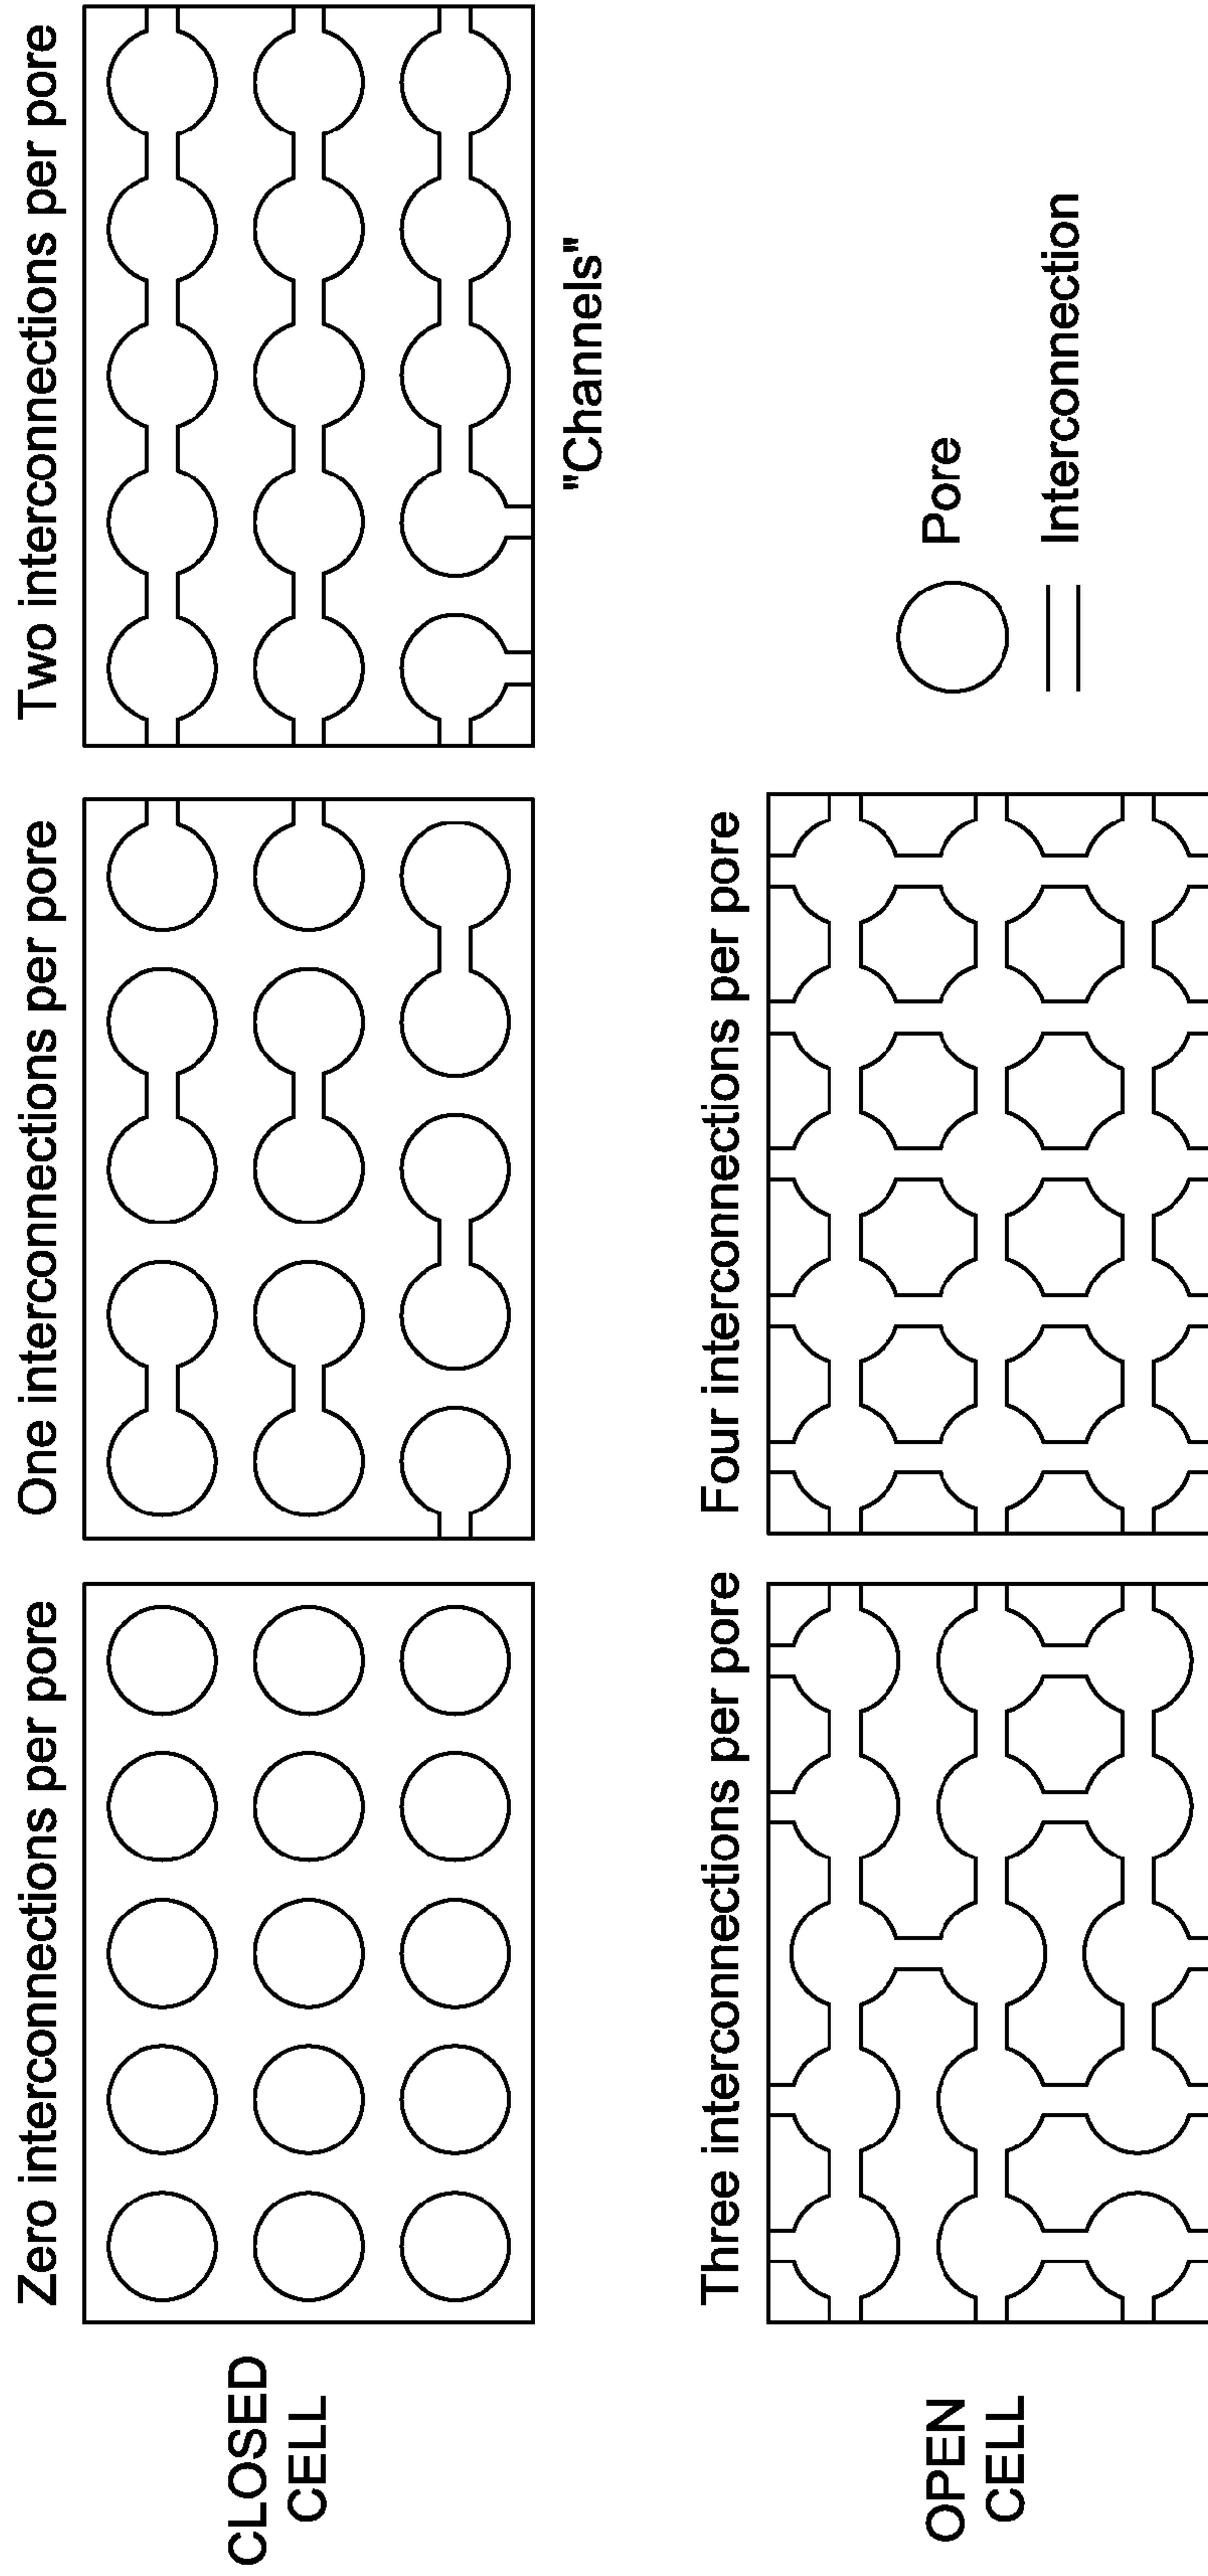 Zero interconnections per pore
One interconnections per pore
Two interconnections per pore
CLOSED
CELL
"Channels"
Three interconnections per pore
Four interconnections per pore
OPEN
CELL
Pore
Interconnection